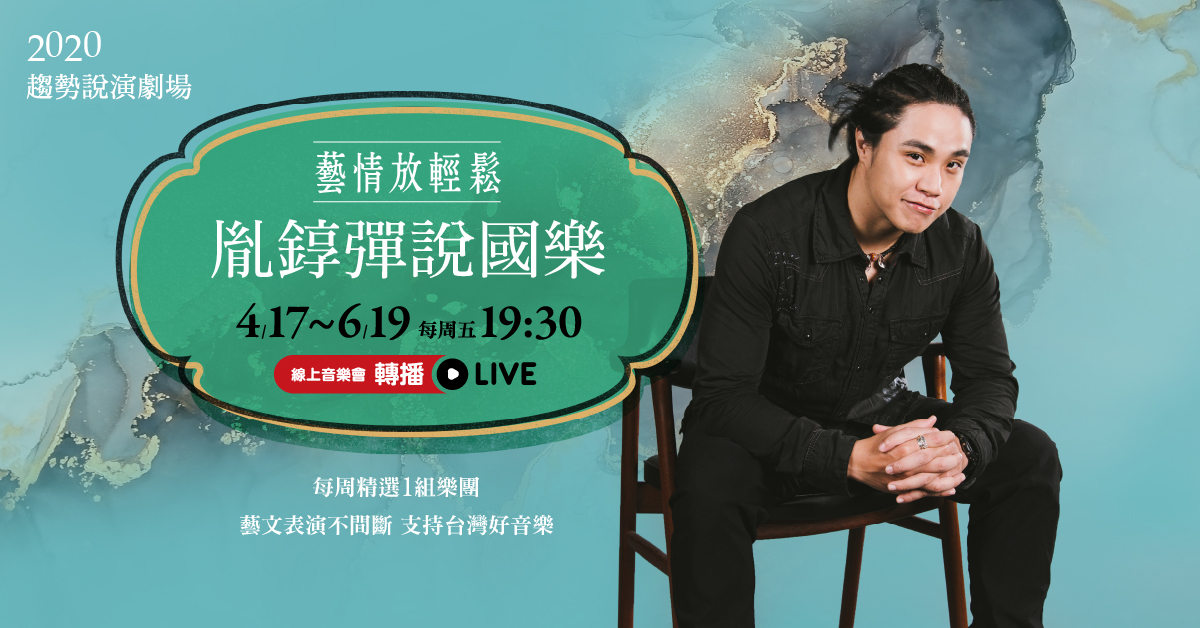 2020
趨勢說演劇場
藝情放輕鬆
胤錞彈說國樂
4/17~6/19 每周五 19:30
線上音樂會 轉播 LIVE
每周精選1組樂團
藝文表演不間斷 支持台灣好音樂